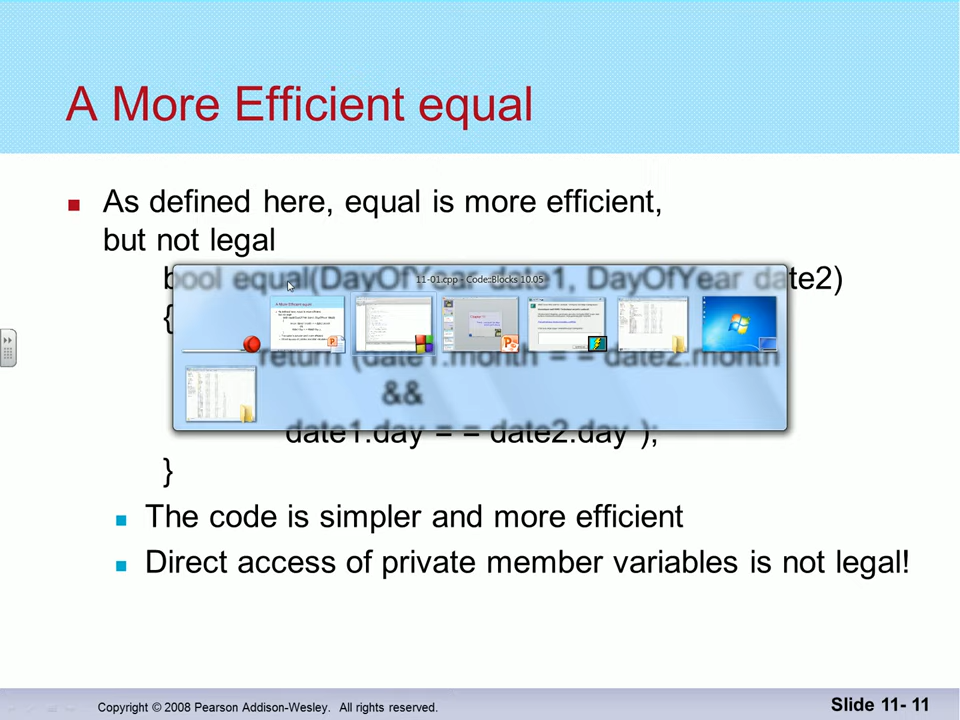 A More Efficient equal
As defined here, equal is more efficient,
but not legal
bool equal(DayOfYear date1, DayOfYear date2)
11-01.cpp - Code::Blocks 10.05
{
return (date1.month = = date2.month
&&
date1.day = = date2.day );
}
The code is simpler and more efficient
Direct access of private member variables is not legal!
Copyright © 2008 Pearson Addison-Wesley. All rights reserved.
Slide 11- 11